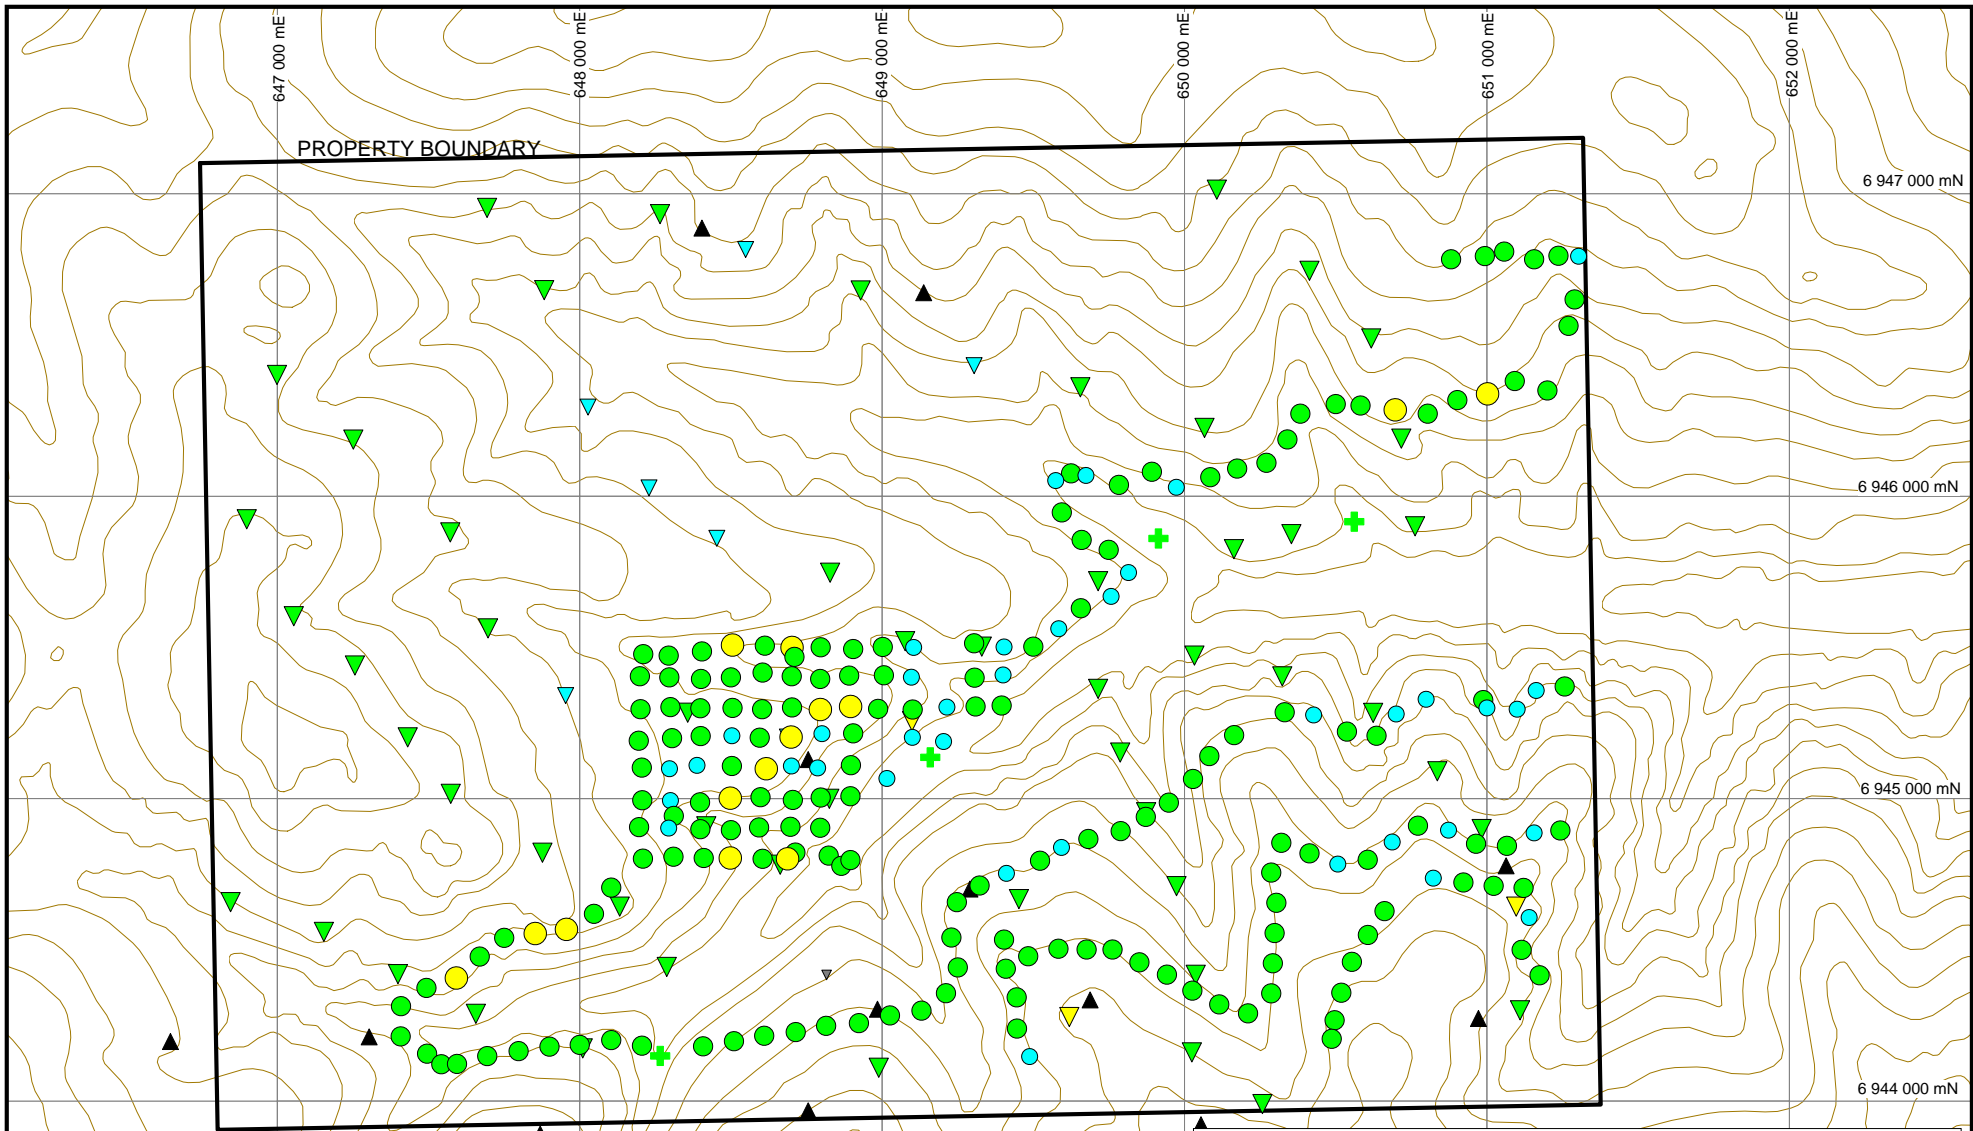 647 000 mE
648 000 mE
649 000 mE
650 000 mE
651 000 mE
652 000 mE
PROPERTY BOUNDARY
6 947 000 mN
6 946 000 mN
6 945 000 mN
6 944 000 mN